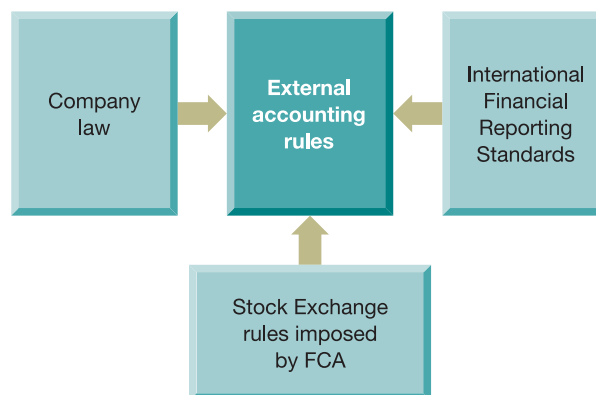 Company
law
External
accounting
rules
International
Financial
Reporting
Standards
Stock Exchange
rules imposed
by FCA